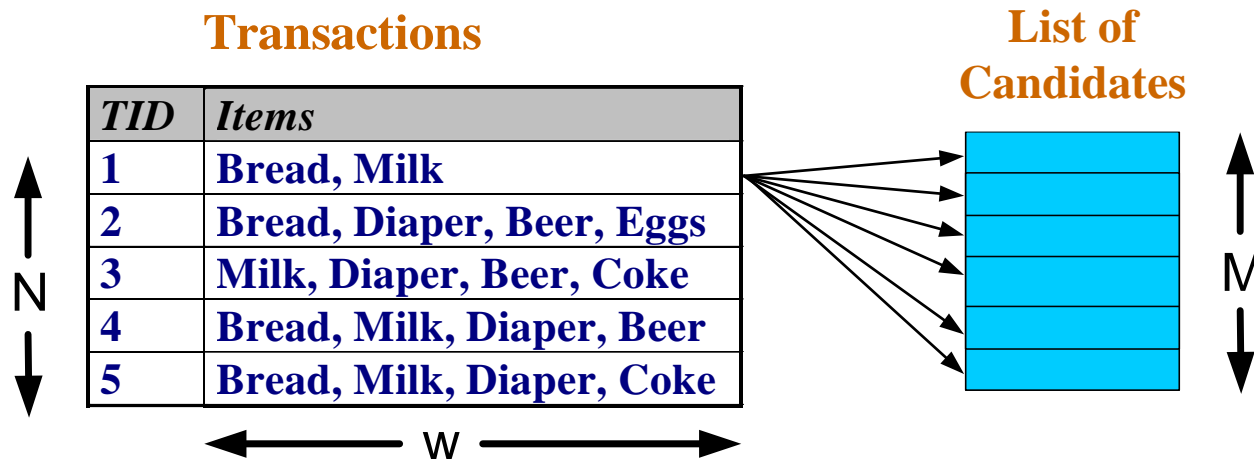 Transactions
List of
Candidates
TID Items
1 Bread, Milk
2 Bread, Diaper, Beer, Eggs
3 Milk, Diaper, Beer, Coke
4 Bread, Milk, Diaper, Beer
5 Bread, Milk, Diaper, Coke
N
M
w